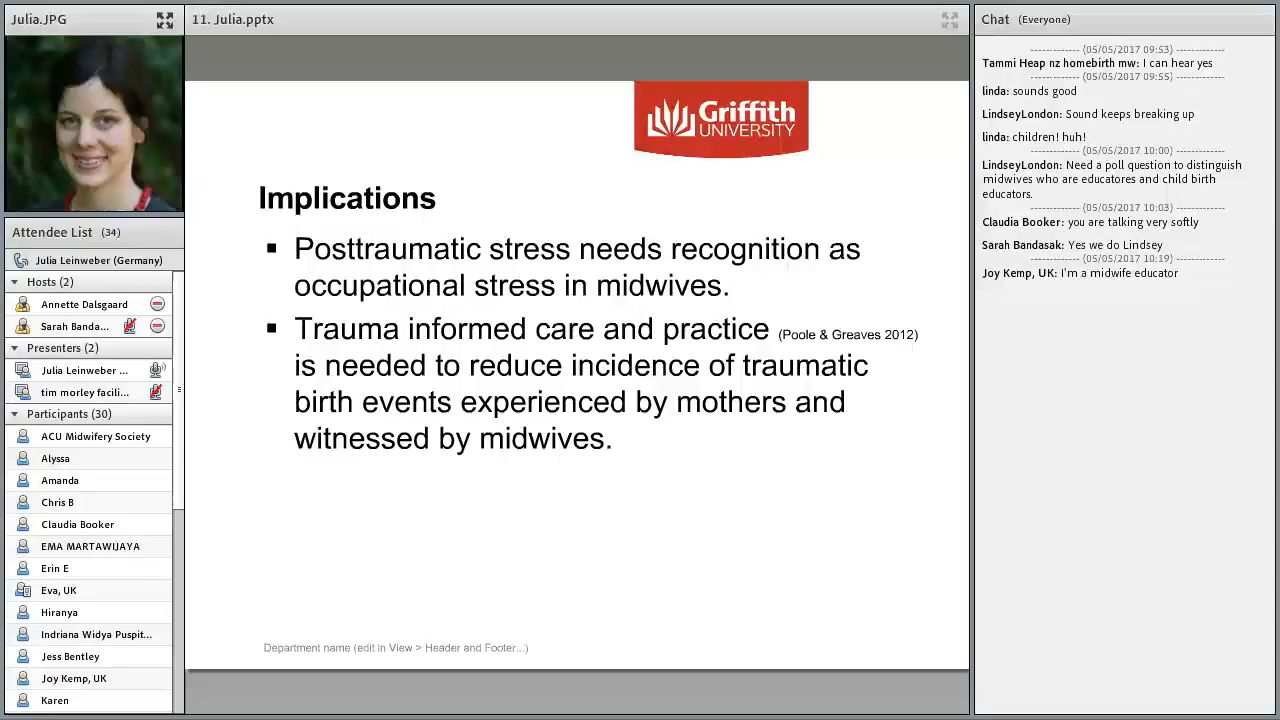 Julia.JPG
Attendee List (34)
Julia Leinweber (Germany)
Hosts (2)
Annette Dalsgaard
Sarah Banda...
Presenters (2)
Julia Leinweber ...
tim morley facili...
Participants (30)
ACU Midwifery Society
Alyssa
Amanda
Chris B
Claudia Booker
EMA MARTAWIJAYA
Erin E
Eva, UK
Hiranya
Indriana Widya Puspit...
Jess Bentley
Joy Kemp, UK
Karen
11. Julia.pptx
Griffith
UNIVERSITY
Implications
▪ Posttraumatic stress needs recognition as
occupational stress in midwives.
▪ Trauma informed care and practice (Poole & Greaves 2012)
is needed to reduce incidence of traumatic
birth events experienced by mothers and
witnessed by midwives.
Department name (edit in View > Header and Footer...)
Chat (Everyone)
------------- (05/05/2017 09:53) -------------
Tammi Heap nz homebirth mw: I can hear yes
------------- (05/05/2017 09:55) -------------
linda: sounds good
LindseyLondon: Sound keeps breaking up
linda: children! huh!
------------- (05/05/2017 10:00) -------------
LindseyLondon: Need a poll question to distinguish
midwives who are educatores and child birth
educators.
------------- (05/05/2017 10:03) -------------
Claudia Booker: you are talking very softly
Sarah Bandasak: Yes we do Lindsey
------------- (05/05/2017 10:19) -------------
Joy Kemp, UK: I'm a midwife educator